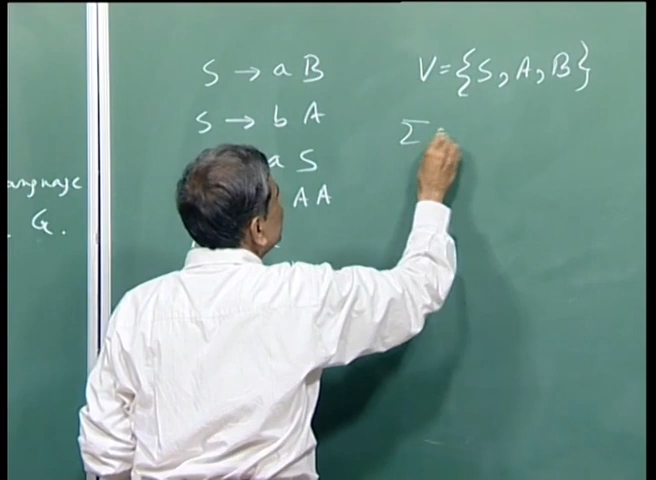 S → a B
V = {S, A, B}
S → b A
Σ
a S
A A
anguage
. G.